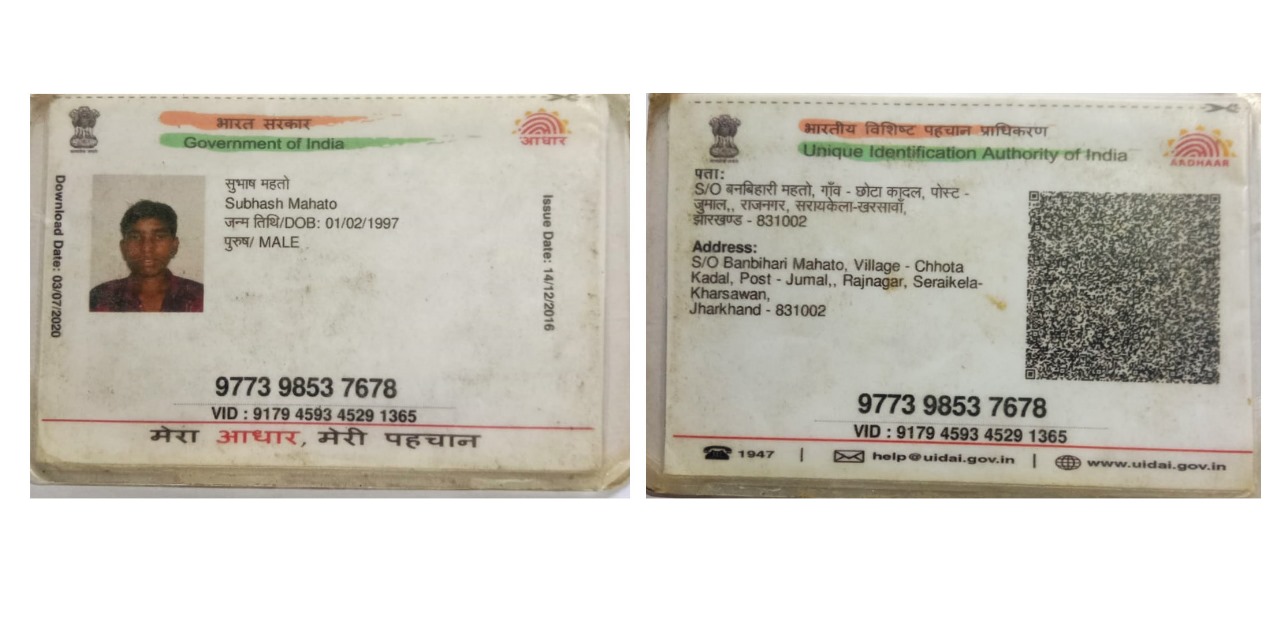 भारत सरकार
Government of India
आधार
Download Date: 03/07/2020
सुभाष महतो
Subhash Mahato
जन्म तिथि/DOB: 01/02/1997
पुरुष/ MALE
Issue Date: 14/12/2016
9773 9853 7678
VID : 9179 4593 4529 1365
मेरा आधार, मेरी पहचान
भारतीय विशिष्ट पहचान प्राधिकरण
Unique Identification Authority of India
AADHAAR
पता:
S/O बनबिहारी महतो, गाँव - छोटा कादल, पोस्ट -
जुमाल,, राजनगर, सरायकेला-खरसावाँ,
झारखण्ड - 831002
Address:
S/O Banbihari Mahato, Village - Chhota
Kadal, Post - Jumal,, Rajnagar, Seraikela-
Kharsawan,
Jharkhand - 831002
9773 9853 7678
VID : 9179 4593 4529 1365
1947 | help@uidai.gov.in | www.uidai.gov.in